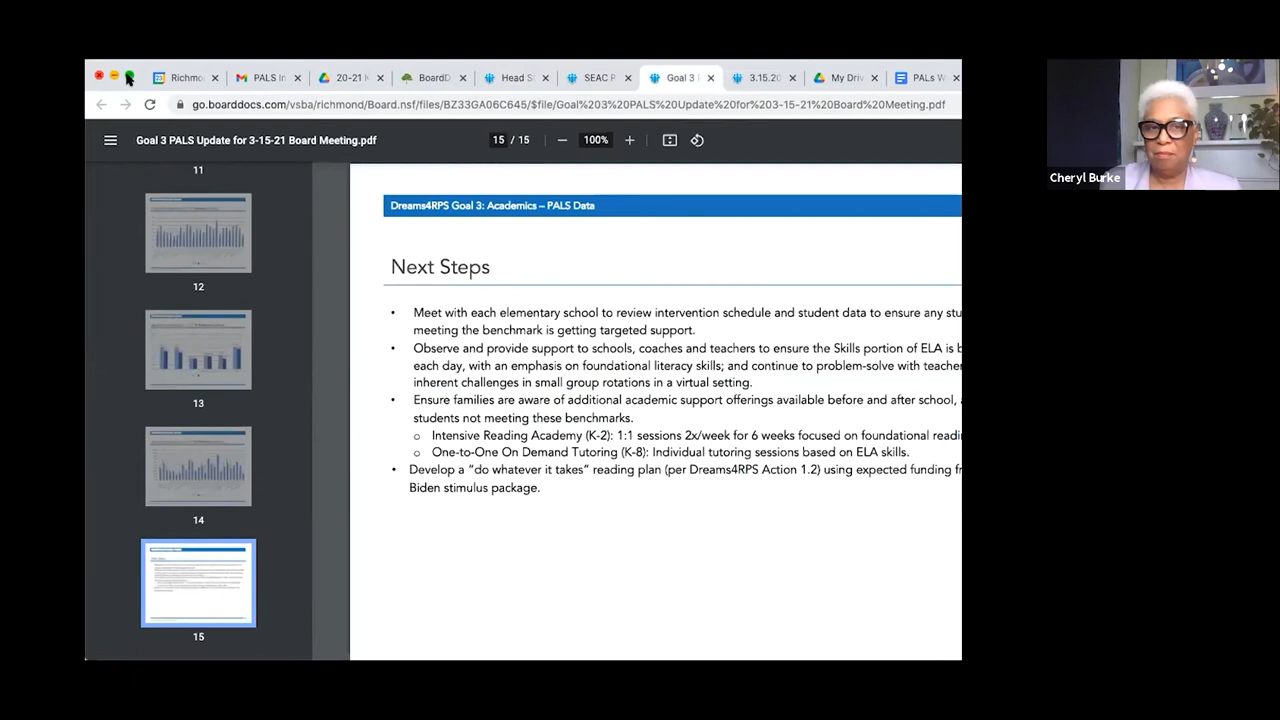 Richmo
PALS In
20-21 K
BoardD
Head S
SEAC P
Goal 3
3.15.20
My Driv
PALs W
go.boarddocs.com/vsba/richmond/Board.nsf/files/BZ33GA06C645/$file/Goal%203%20PALS%20Update%20for%203-15-21%20Board%20Meeting.pdf
Goal 3 PALS Update for 3-15-21 Board Meeting.pdf
15 / 15
100%
11
12
13
14
15
Dreams4RPS Goal 3: Academics – PALS Data
Next Steps
• Meet with each elementary school to review intervention schedule and student data to ensure any stu
meeting the benchmark is getting targeted support.
• Observe and provide support to schools, coaches and teachers to ensure the Skills portion of ELA is b
each day, with an emphasis on foundational literacy skills; and continue to problem-solve with teache
inherent challenges in small group rotations in a virtual setting.
• Ensure families are aware of additional academic support offerings available before and after school,
students not meeting these benchmarks.
o Intensive Reading Academy (K-2): 1:1 sessions 2x/week for 6 weeks focused on foundational readi
o One-to-One On Demand Tutoring (K-8): Individual tutoring sessions based on ELA skills.
• Develop a “do whatever it takes” reading plan (per Dreams4RPS Action 1.2) using expected funding f
Biden stimulus package.
Cheryl Burke